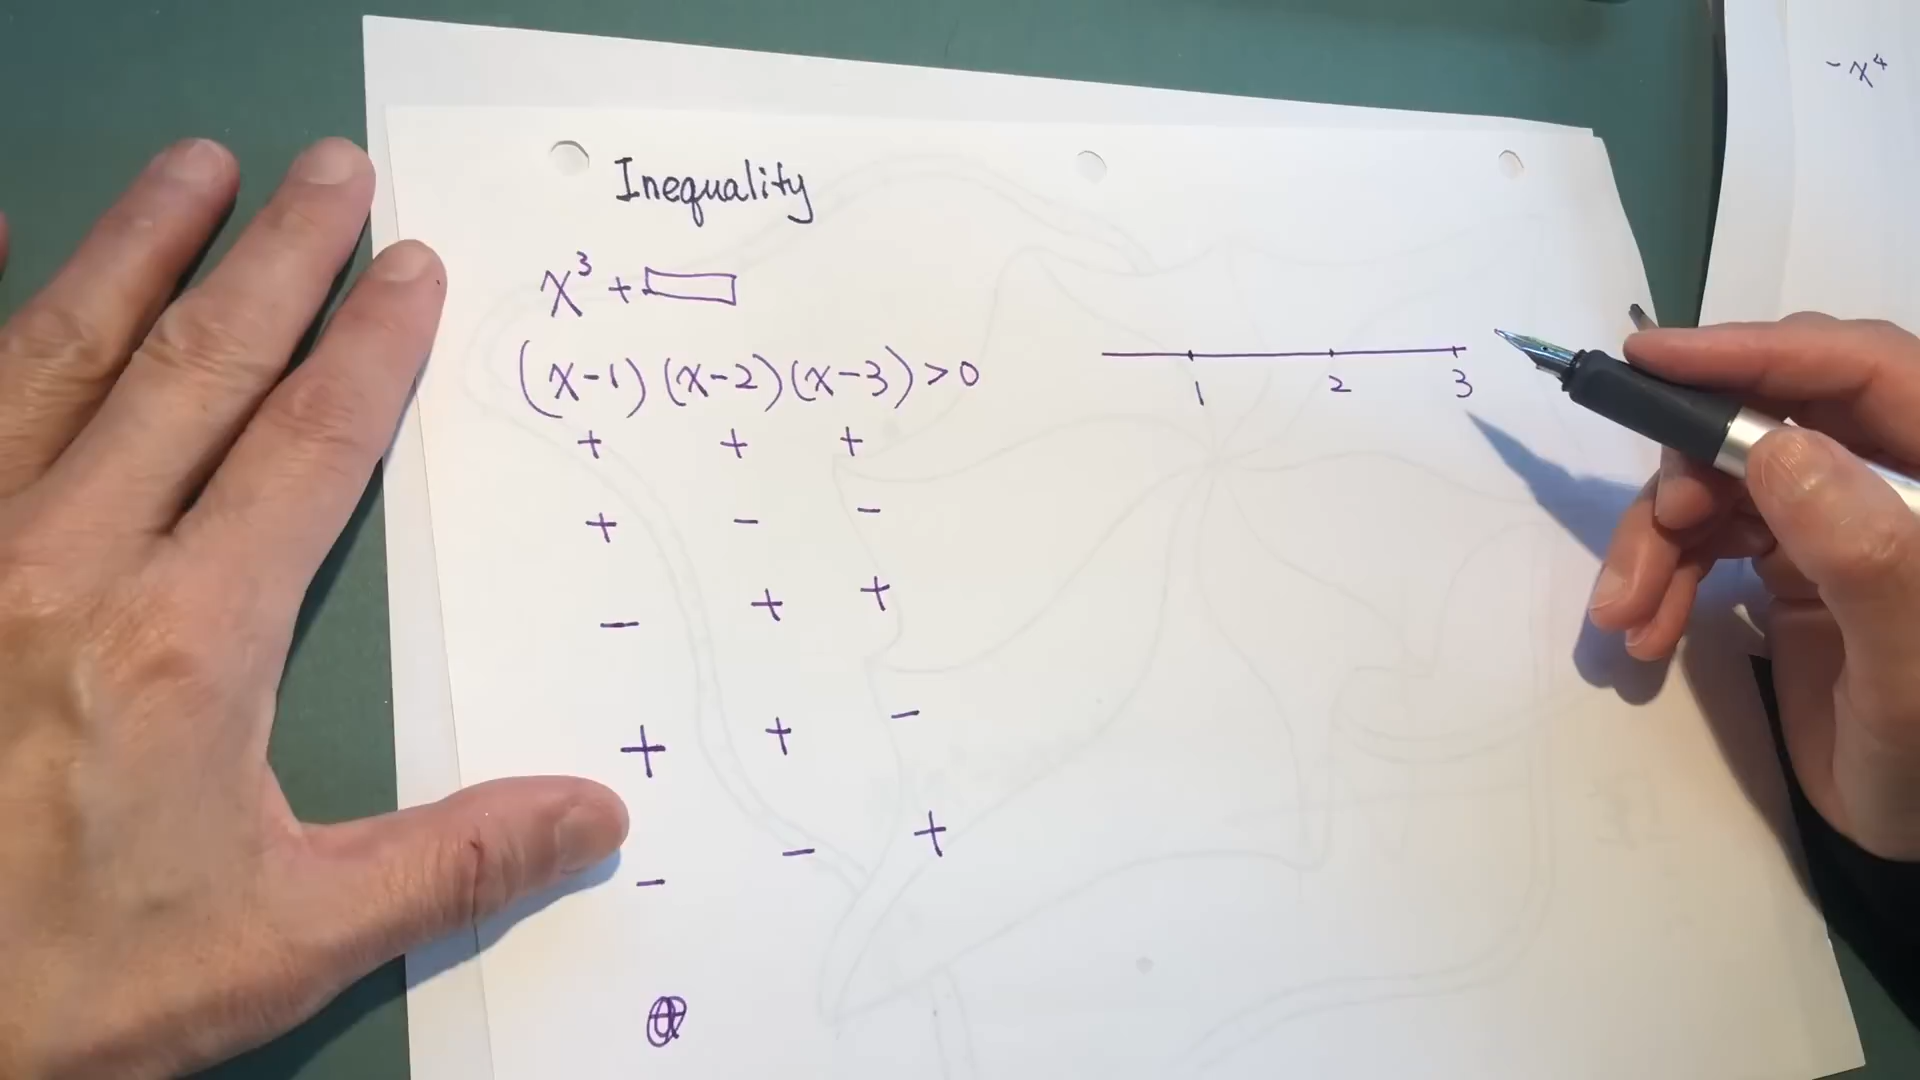 Inequality
x³ + ▭
(x-1)(x-2)(x-3)>0
+ + +
+ - -
- + +
+ + -
- - +
1 2 3
-x⁴